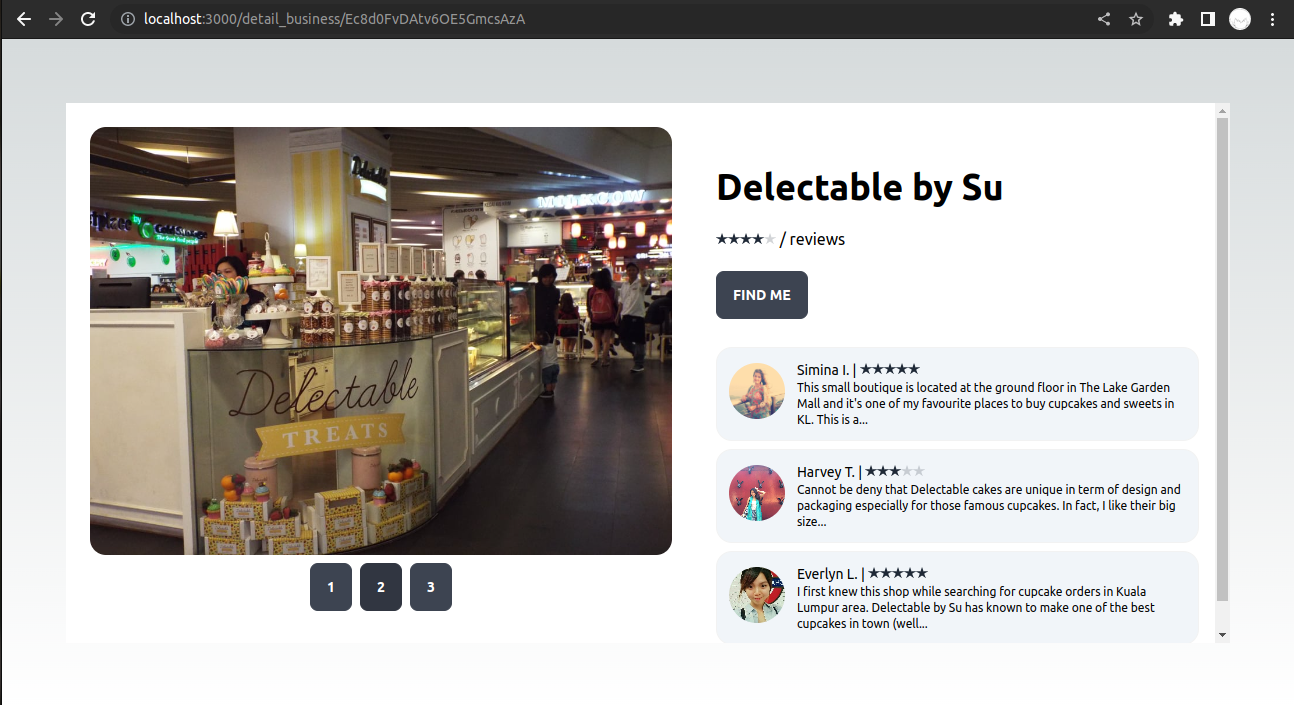 localhost:3000/detail_business/Ec8d0FvDAtv6OE5GmcsAzA
Delectable
Delectable
TREATS
1
2
3
Delectable by Su
★★★★★ / reviews
FIND ME
Simina I. | ★★★★★
This small boutique is located at the ground floor in The Lake Garden
Mall and it's one of my favourite places to buy cupcakes and sweets in
KL. This is a...
Harvey T. | ★★★★★
Cannot be deny that Delectable cakes are unique in term of design and
packaging especially for those famous cupcakes. In fact, I like their big
size...
Everlyn L. | ★★★★★
I first knew this shop while searching for cupcake orders in Kuala
Lumpur area. Delectable by Su has known to make one of the best
cupcakes in town (well...